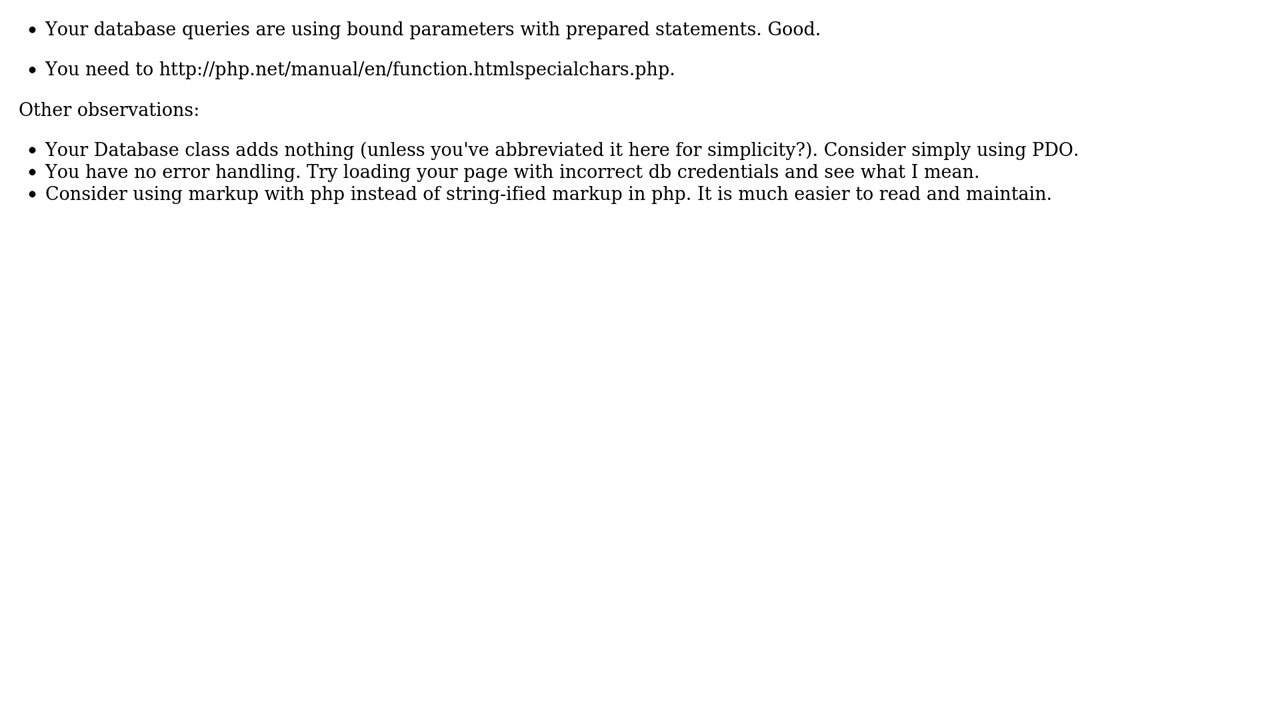 Your database queries are using bound parameters with prepared statements. Good.
You need to http://php.net/manual/en/function.htmlspecialchars.php.
Other observations:
Your Database class adds nothing (unless you've abbreviated it here for simplicity?). Consider simply using PDO.
You have no error handling. Try loading your page with incorrect db credentials and see what I mean.
Consider using markup with php instead of string-ified markup in php. It is much easier to read and maintain.